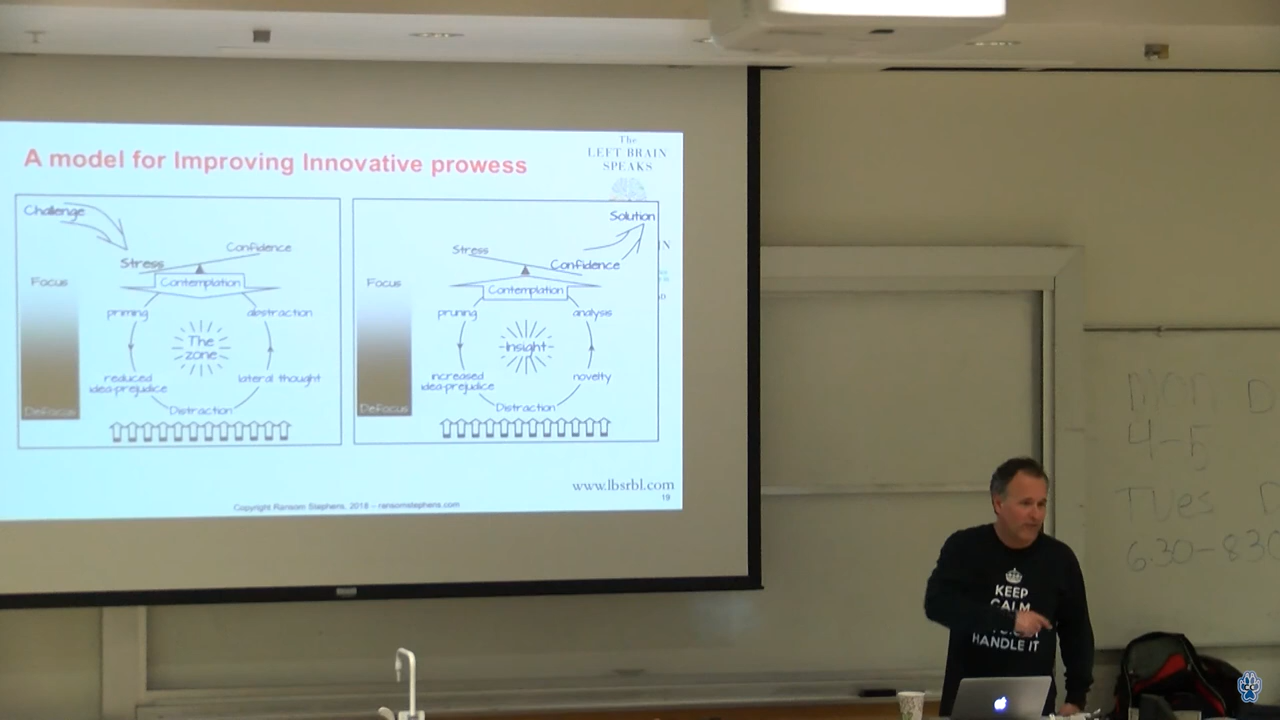 A model for Improving Innovative prowess
The
LEFT BRAIN
SPEAKS
Challenge
Stress
Confidence
Contemplation
Focus
priming
abstraction
The
zone
reduced
idea-prejudice
lateral thought
Distraction
Defocus
Solution
Stress
Confidence
Contemplation
Focus
pruning
analysis
Insight
increased
idea-prejudice
novelty
Distraction
Defocus
www.lbsrbl.com
19
Copyright Ransom Stephens, 2018 – ransomstephens.com
MON D
4-5
TUES D
6:30-830
KEEP
CALM
HANDLE IT